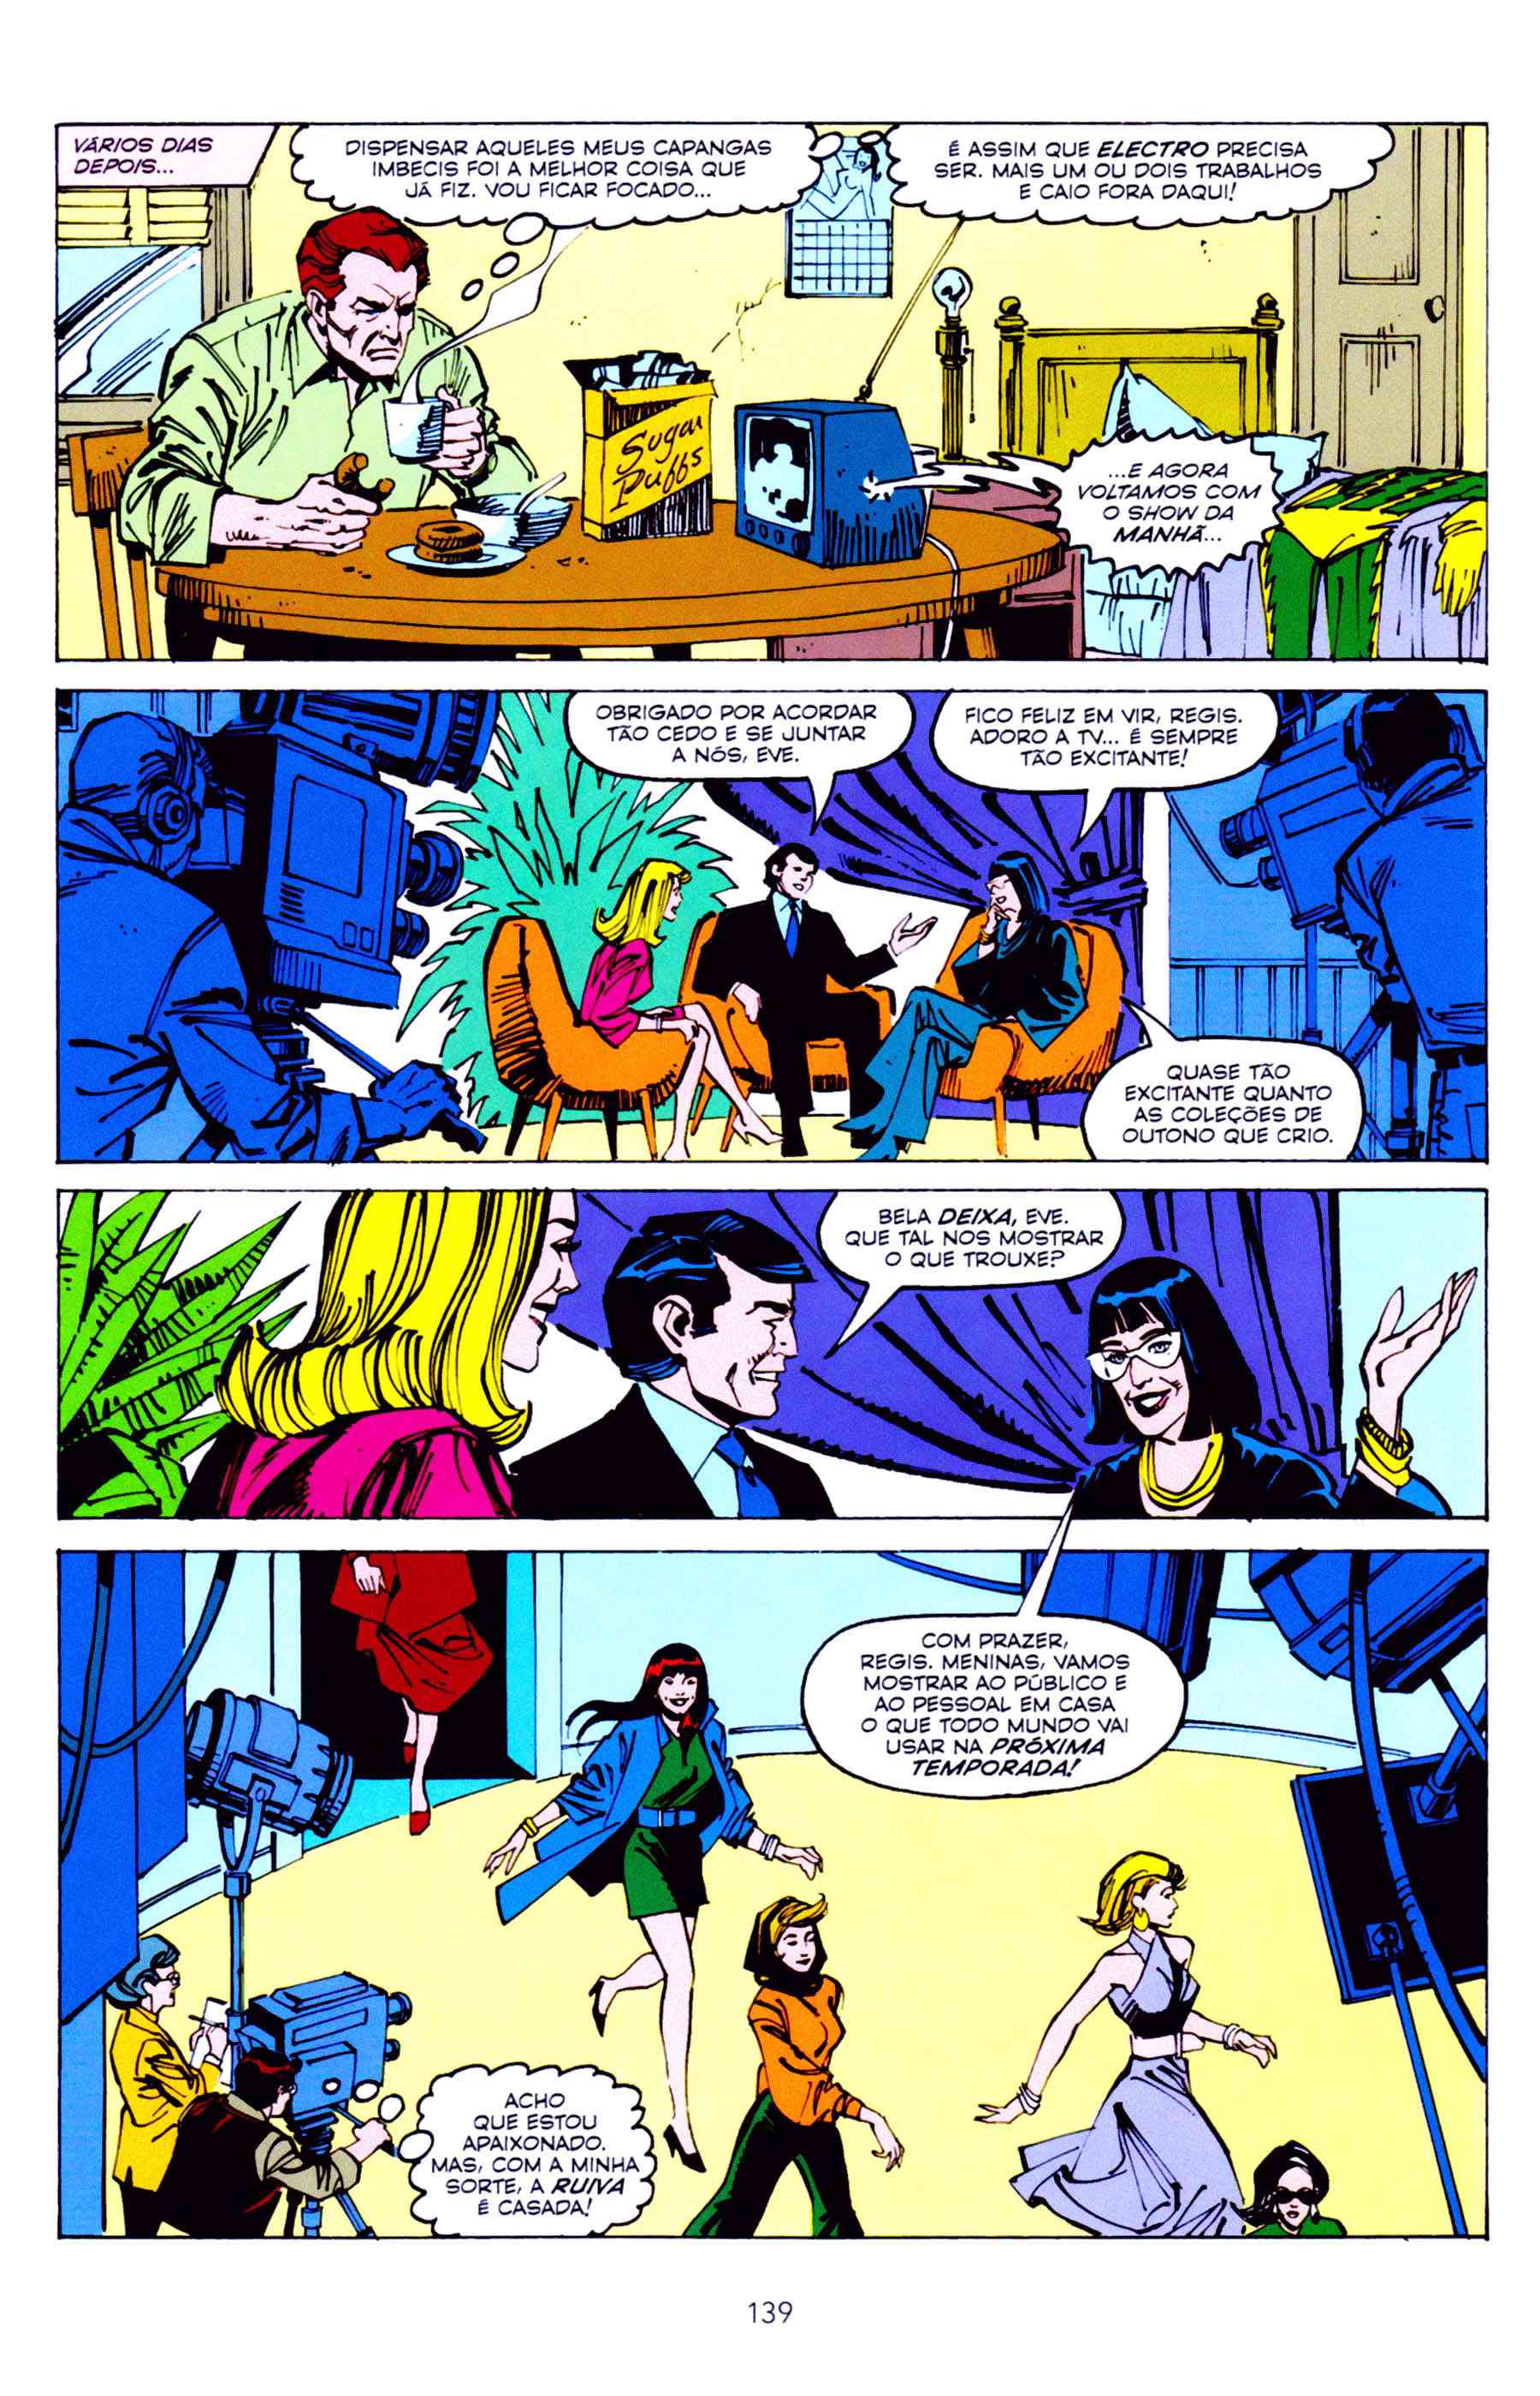 VÁRIOS DIAS
DEPOIS...
DISPENSAR AQUELES MEUS CAPANGAS
IMBECIS FOI A MELHOR COISA QUE
JÁ FIZ. VOU FICAR FOCADO...
É ASSIM QUE ELECTRO PRECISA
SER. MAIS UM OU DOIS TRABALHOS
E CAIO FORA DAQUI!
Sugar
Puffs
...E AGORA
VOLTAMOS COM
O SHOW DA
MANHÃ...
OBRIGADO POR ACORDAR
TÃO CEDO E SE JUNTAR
A NÓS, EVE.
FICO FELIZ EM VIR, REGIS.
ADORO A TV... É SEMPRE
TÃO EXCITANTE!
QUASE TÃO
EXCITANTE QUANTO
AS COLEÇÕES DE
OUTONO QUE CRIO.
BELA DEIXA, EVE.
QUE TAL NOS MOSTRAR
O QUE TROUXE?
COM PRAZER,
REGIS. MENINAS, VAMOS
MOSTRAR AO PÚBLICO E
AO PESSOAL EM CASA
O QUE TODO MUNDO VAI
USAR NA PRÓXIMA
TEMPORADA!
ACHO
QUE ESTOU
APAIXONADO.
MAS, COM A MINHA
SORTE, A RUIVA
É CASADA!
139